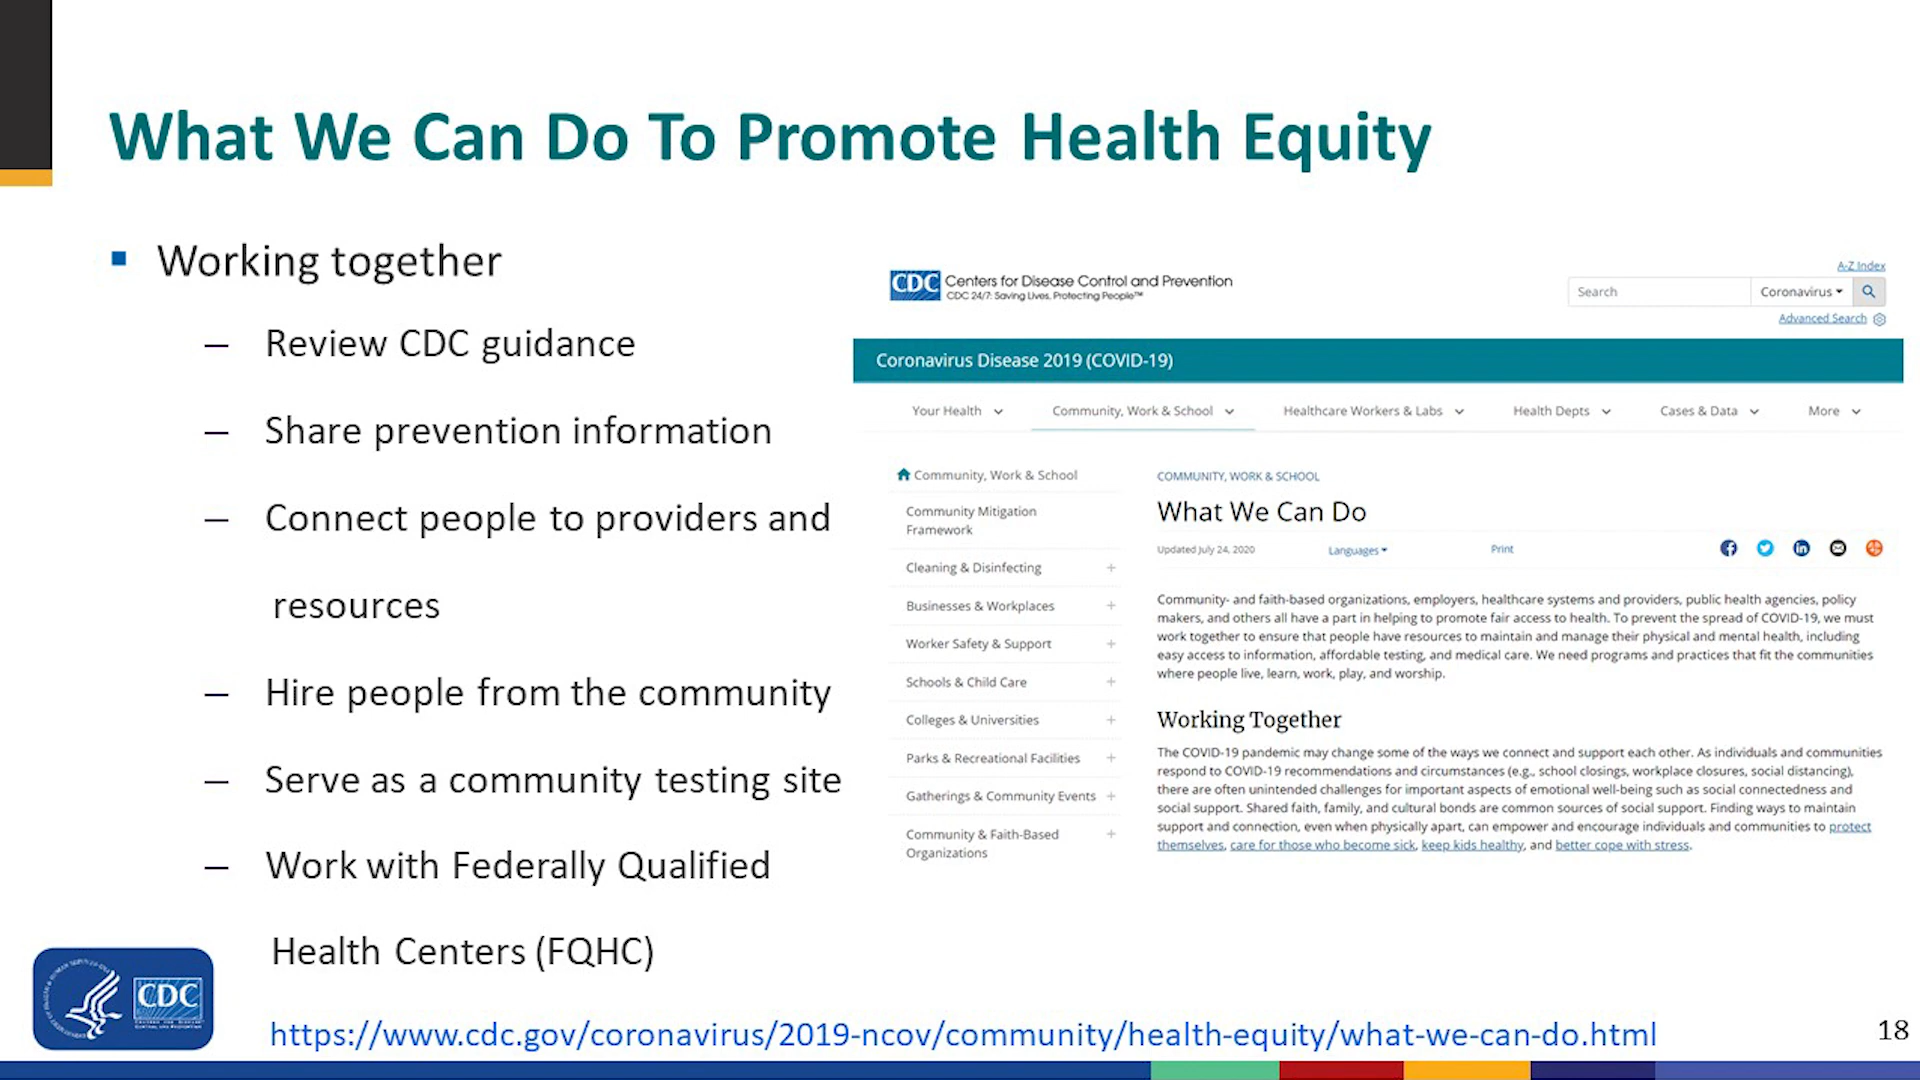 What We Can Do To Promote Health Equity
Working together
– Review CDC guidance
– Share prevention information
– Connect people to providers and
resources
– Hire people from the community
– Serve as a community testing site
– Work with Federally Qualified
Health Centers (FQHC)
https://www.cdc.gov/coronavirus/2019-ncov/community/health-equity/what-we-can-do.html
18
CDC
CDC
Centers for Disease Control and Prevention
CDC 24/7: Saving Lives, Protecting People™
A-Z Index
Search
Coronavirus
Advanced Search
Coronavirus Disease 2019 (COVID-19)
Your Health
Community, Work & School
Healthcare Workers & Labs
Health Depts
Cases & Data
More
Community, Work & School
Community Mitigation
Framework
Cleaning & Disinfecting +
Businesses & Workplaces +
Worker Safety & Support +
Schools & Child Care +
Colleges & Universities +
Parks & Recreational Facilities +
Gatherings & Community Events +
Community & Faith-Based +
Organizations
COMMUNITY, WORK & SCHOOL
What We Can Do
Updated July 24, 2020
Languages
Print
Community- and faith-based organizations, employers, healthcare systems and providers, public health agencies, policy
makers, and others all have a part in helping to promote fair access to health. To prevent the spread of COVID-19, we must
work together to ensure that people have resources to maintain and manage their physical and mental health, including
easy access to information, affordable testing, and medical care. We need programs and practices that fit the communities
where people live, learn, work, play, and worship.
Working Together
The COVID-19 pandemic may change some of the ways we connect and support each other. As individuals and communities
respond to COVID-19 recommendations and circumstances (e.g., school closings, workplace closures, social distancing),
there are often unintended challenges for important aspects of emotional well-being such as social connectedness and
social support. Shared faith, family, and cultural bonds are common sources of social support. Finding ways to maintain
support and connection, even when physically apart, can empower and encourage individuals and communities to protect
themselves, care for those who become sick, keep kids healthy, and better cope with stress.